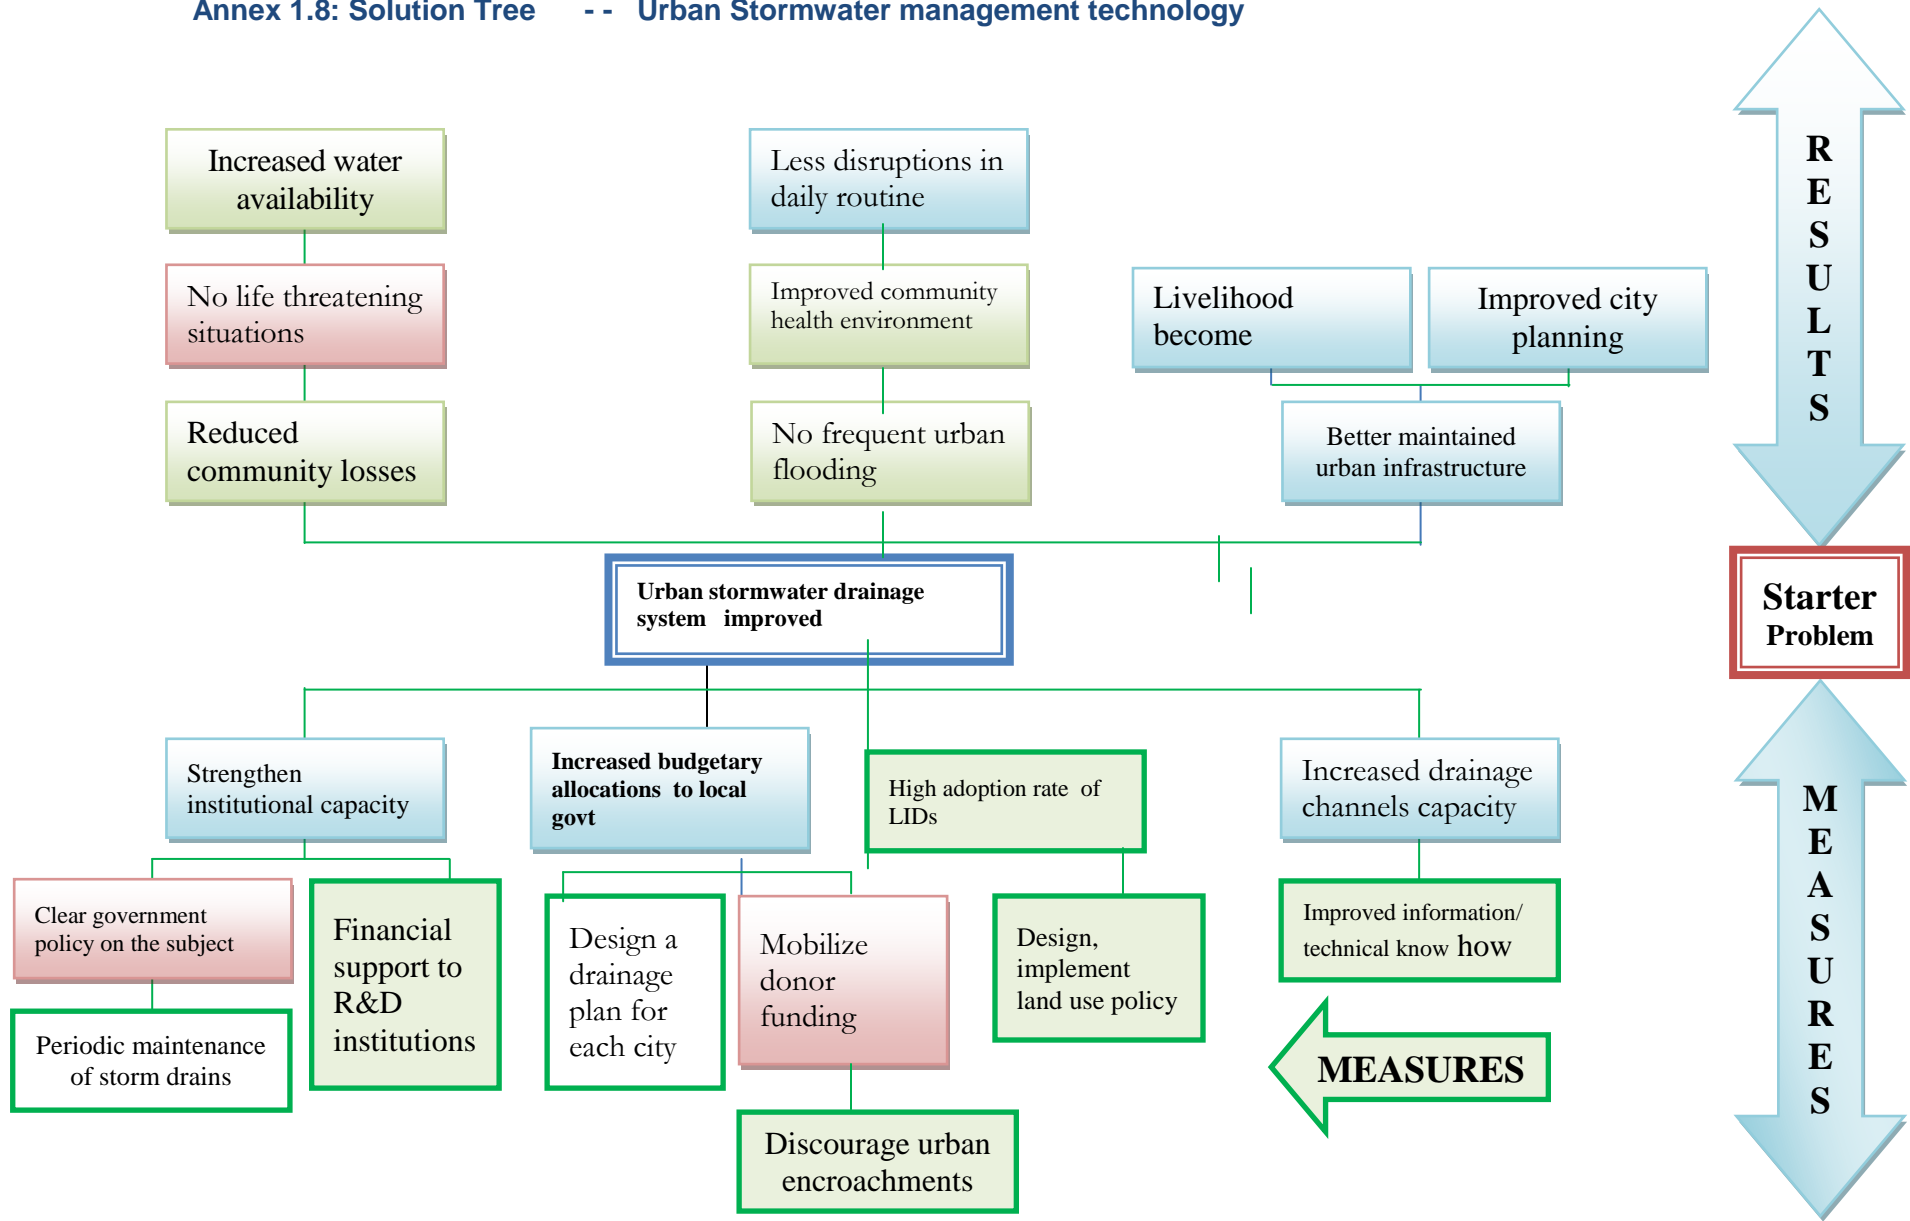 Annex 1.8: Solution Tree - - Urban Stormwater management technology
Increased water
availability
Less disruptions in
daily routine
No life threatening
situations
Improved community
health environment
Livelihood
become
Improved city
planning
Reduced
community losses
No frequent urban
flooding
Better maintained
urban infrastructure
RESULTS
Urban stormwater drainage
system improved
Starter
Problem
Strengthen
institutional capacity
Increased budgetary
allocations to local
govt
High adoption rate of
LIDs
Increased drainage
channels capacity
Clear government
policy on the subject
Financial
support to
R&D
institutions
Design a
drainage
plan for
each city
Mobilize
donor
funding
Design,
implement
land use policy
Improved information/
technical know how
Periodic maintenance
of storm drains
MEASURES
Discourage urban
encroachments
MEASURES